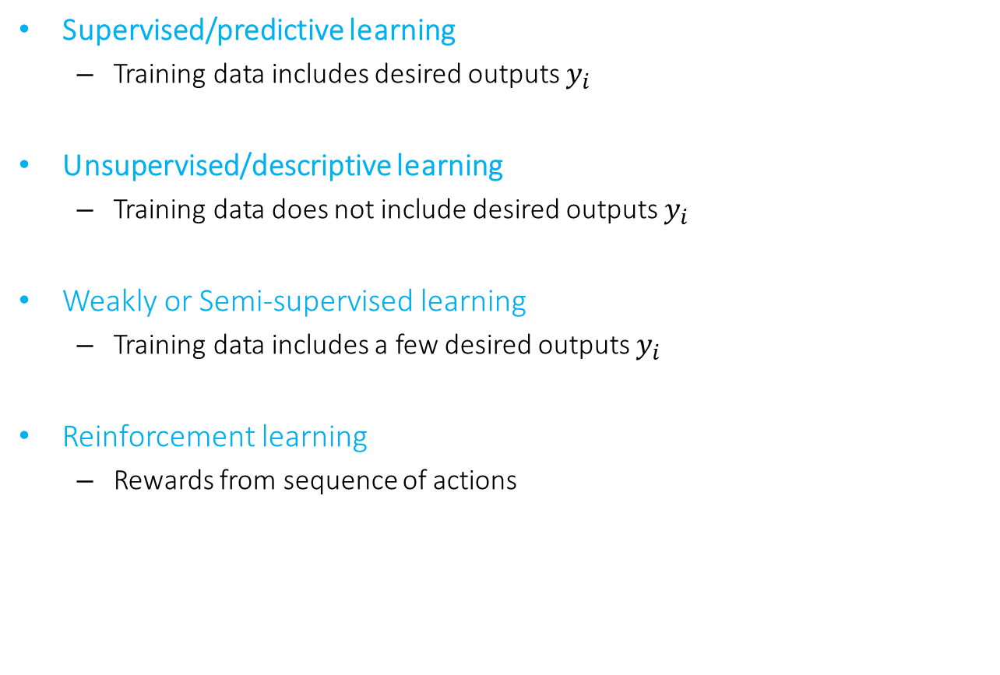 • Supervised/predictive learning
– Training data includes desired outputs $y_i$
• Unsupervised/descriptive learning
– Training data does not include desired outputs $y_i$
• Weakly or Semi-supervised learning
– Training data includes a few desired outputs $y_i$
• Reinforcement learning
– Rewards from sequence of actions